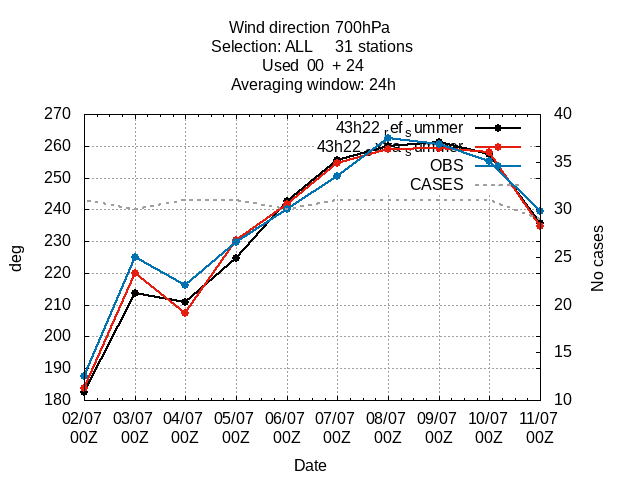 Wind direction 700hPa
Selection: ALL 31 stations
Used 00 + 24
Averaging window: 24h
270
260
250
240
230
220
210
200
190
180
deg
40
35
30
25
20
15
10
No cases
43h22_ref_summer
43h22
OBS
CASES
02/07 03/07 04/07 05/07 06/07 07/07 08/07 09/07 10/07 11/07
00Z 00Z 00Z 00Z 00Z 00Z 00Z 00Z 00Z 00Z
Date